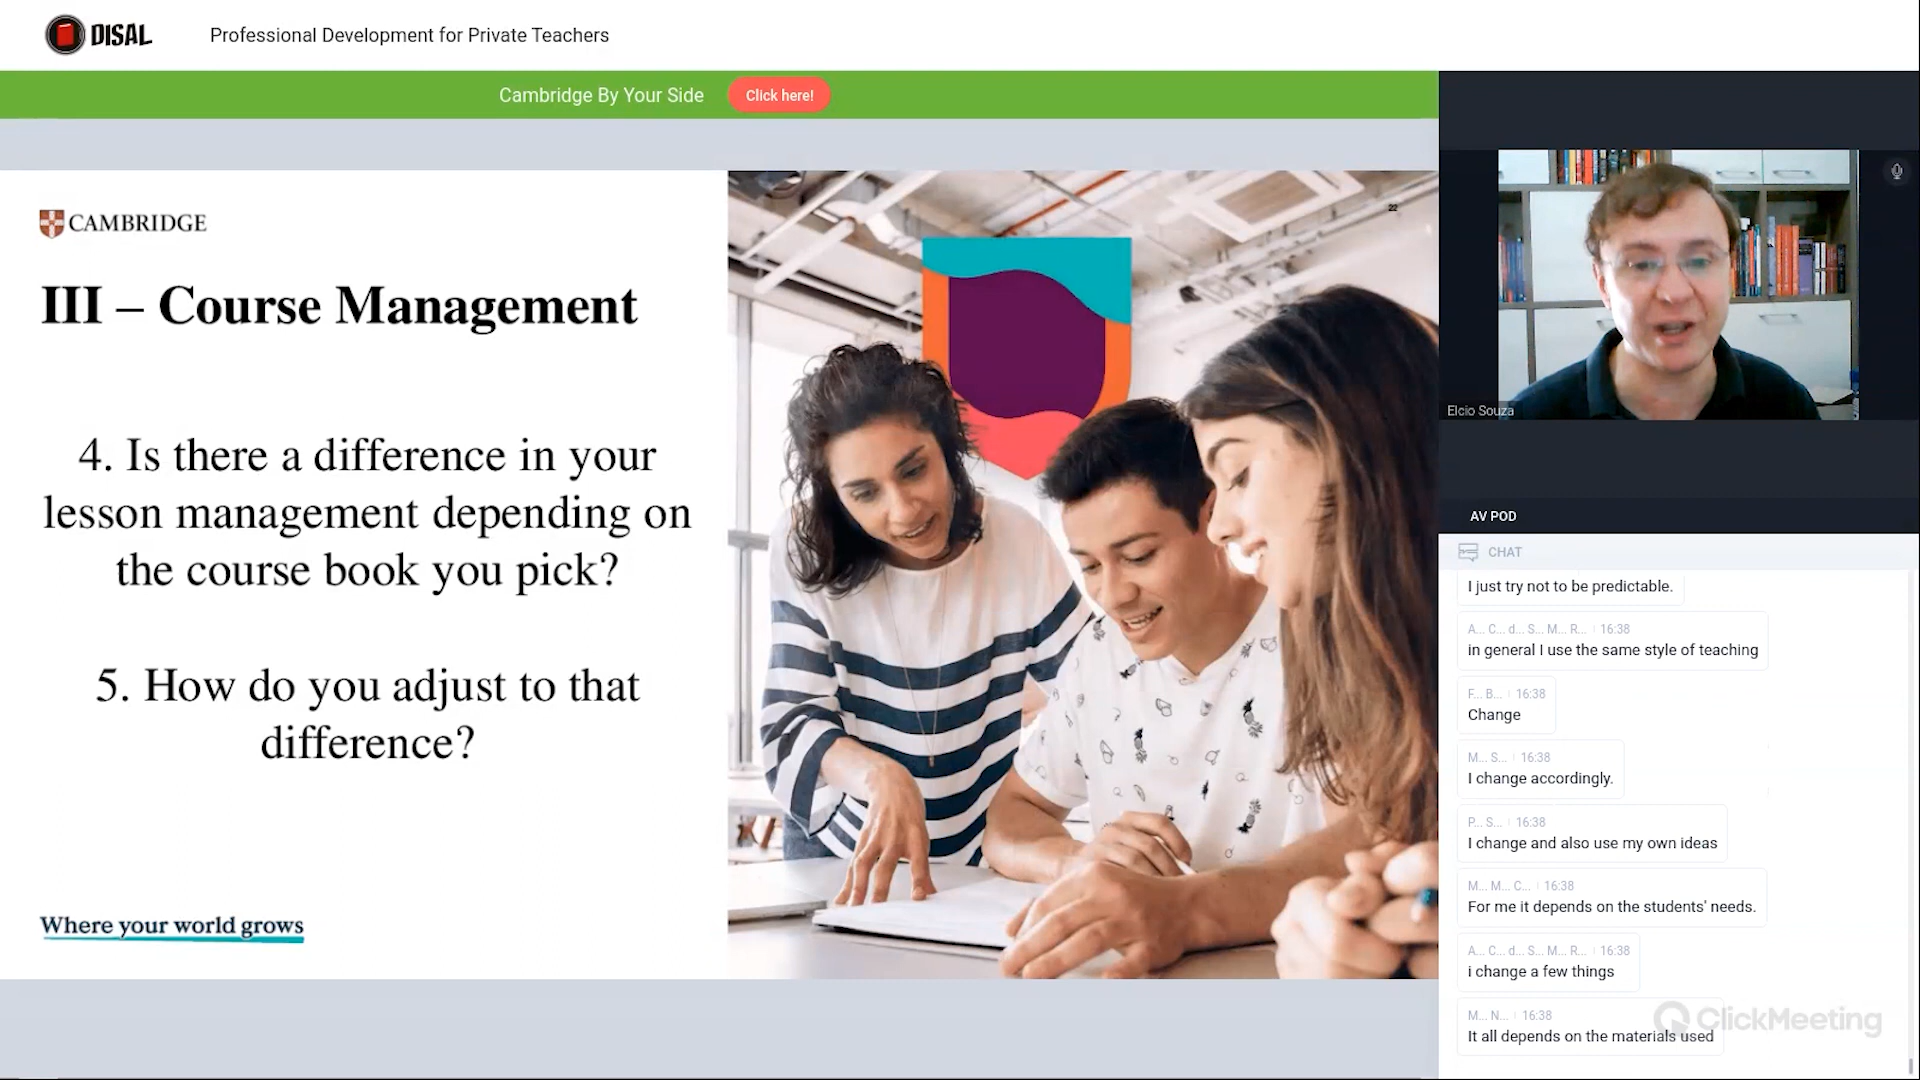 DISAL
Professional Development for Private Teachers
Cambridge By Your Side
Click here!
CAMBRIDGE
22
III – Course Management
4. Is there a difference in your
lesson management depending on
the course book you pick?
5. How do you adjust to that
difference?
Where your world grows
Elcio Souza
AV POD
CHAT
I just try not to be predictable.
A... C... d... S... M... R... 16:38
in general I use the same style of teaching
F... B... 16:38
Change
M... S... 16:38
I change accordingly.
P... S... 16:38
I change and also use my own ideas
M... M... C... 16:38
For me it depends on the students' needs.
A... C... d... S... M... R... 16:38
i change a few things
M... N... 16:38
It all depends on the materials used
ClickMeeting